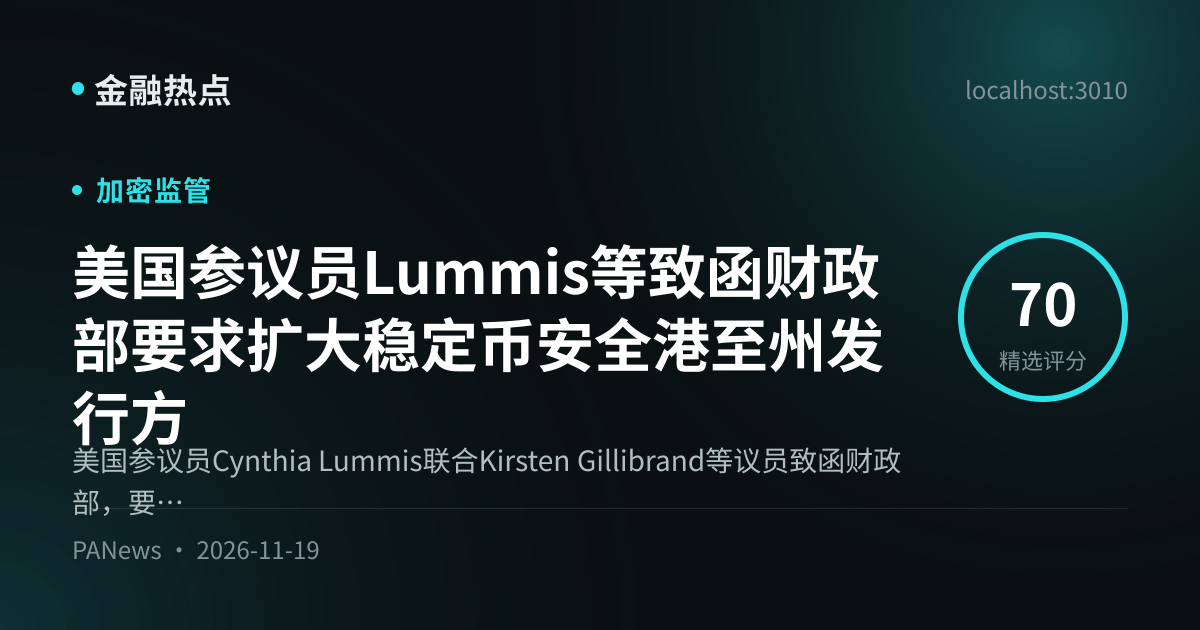 金融热点
localhost:3010
加密监管
美国参议员Lummis等致函财政
部要求扩大稳定币安全港至州发
行方
70
精选评分
美国参议员Cynthia Lummis联合Kirsten Gillibrand等议员致函财政
部，要…
PANews • 2026-11-19